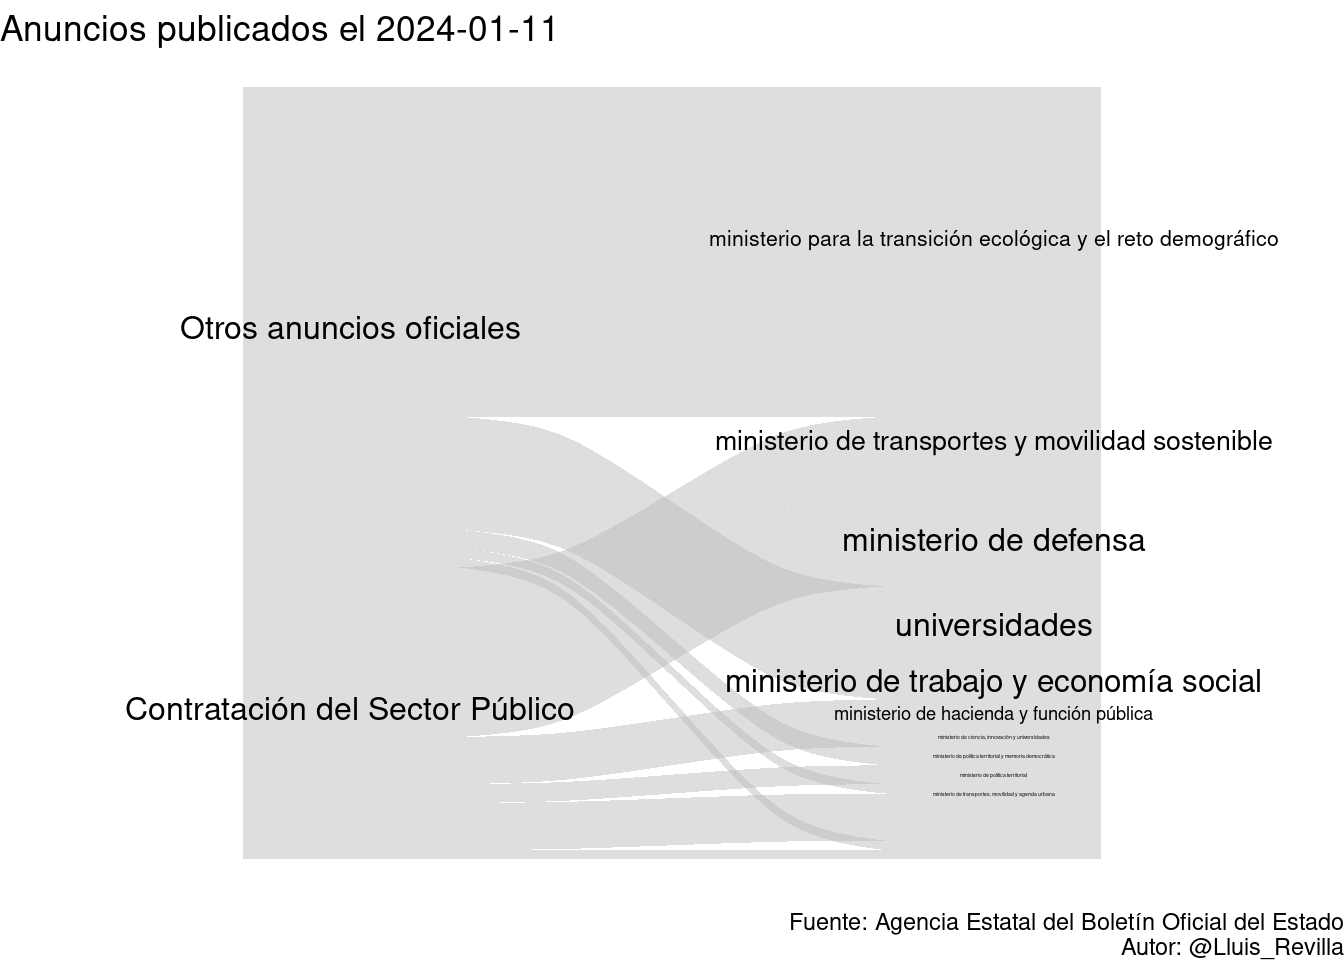 Anuncios publicados el 2024-01-11
ministerio para la transición ecológica y el reto demográfico
Otros anuncios oficiales
ministerio de transportes y movilidad sostenible
ministerio de defensa
universidades
ministerio de trabajo y economía social
Contratación del Sector Público
ministerio de hacienda y función pública
ministerio de ciencia, innovación y universidades
ministerio de política territorial y memoria democrática
ministerio de política territorial
ministerio de transportes, movilidad y agenda urbana
Fuente: Agencia Estatal del Boletín Oficial del Estado
Autor: @Lluis_Revilla